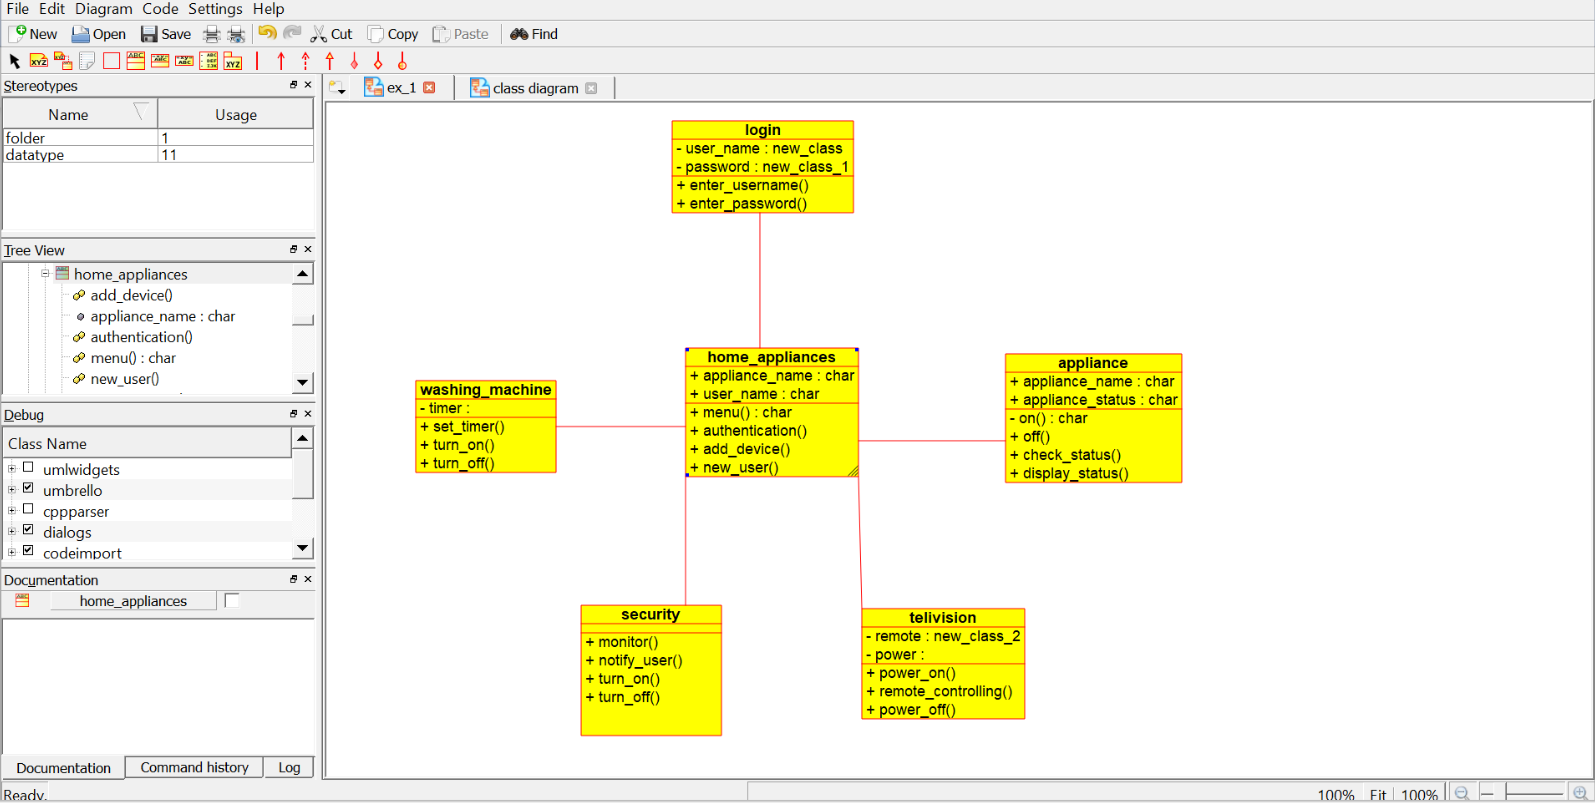 File Edit Diagram Code Settings Help
New Open Save Cut Copy Paste Find
Stereotypes
Name Usage
folder 1
datatype 11
Tree View
home_appliances
add_device()
appliance_name : char
authentication()
menu() : char
new_user()
Debug
Class Name
umlwidgets
umbrello
cppparser
dialogs
codeimport
Documentation
home_appliances
Documentation Command history Log
Ready.
ex_1 class diagram
login
- user_name : new_class
- password : new_class_1
+ enter_username()
+ enter_password()
home_appliances
+ appliance_name : char
+ user_name : char
+ menu() : char
+ authentication()
+ add_device()
+ new_user()
appliance
+ appliance_name : char
+ appliance_status : char
- on() : char
+ off()
+ check_status()
+ display_status()
washing_machine
- timer :
+ set_timer()
+ turn_on()
+ turn_off()
security
+ monitor()
+ notify_user()
+ turn_on()
+ turn_off()
telivision
- remote : new_class_2
- power :
+ power_on()
+ remote_controlling()
+ power_off()
100% Fit 100%